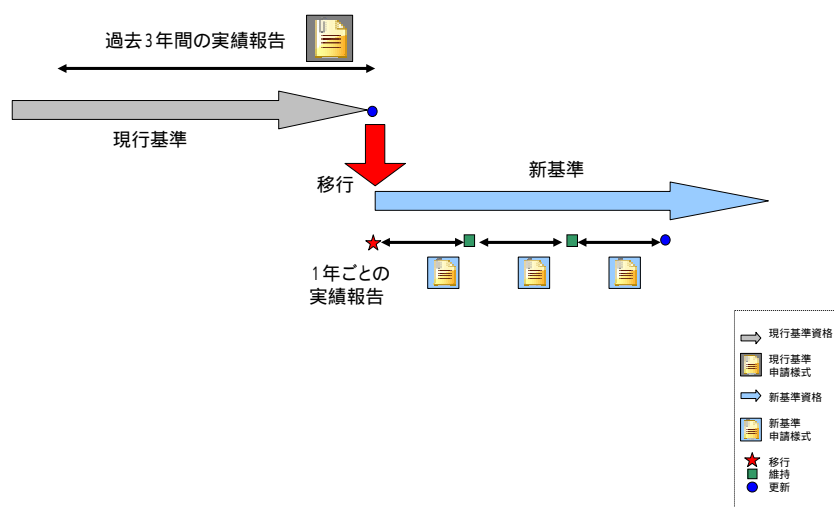 過去3年間の実績報告
現行基準
移行
新基準
1年ごとの
実績報告
現行基準資格
現行基準
申請様式
新基準資格
新基準
申請様式
移行
維持
更新